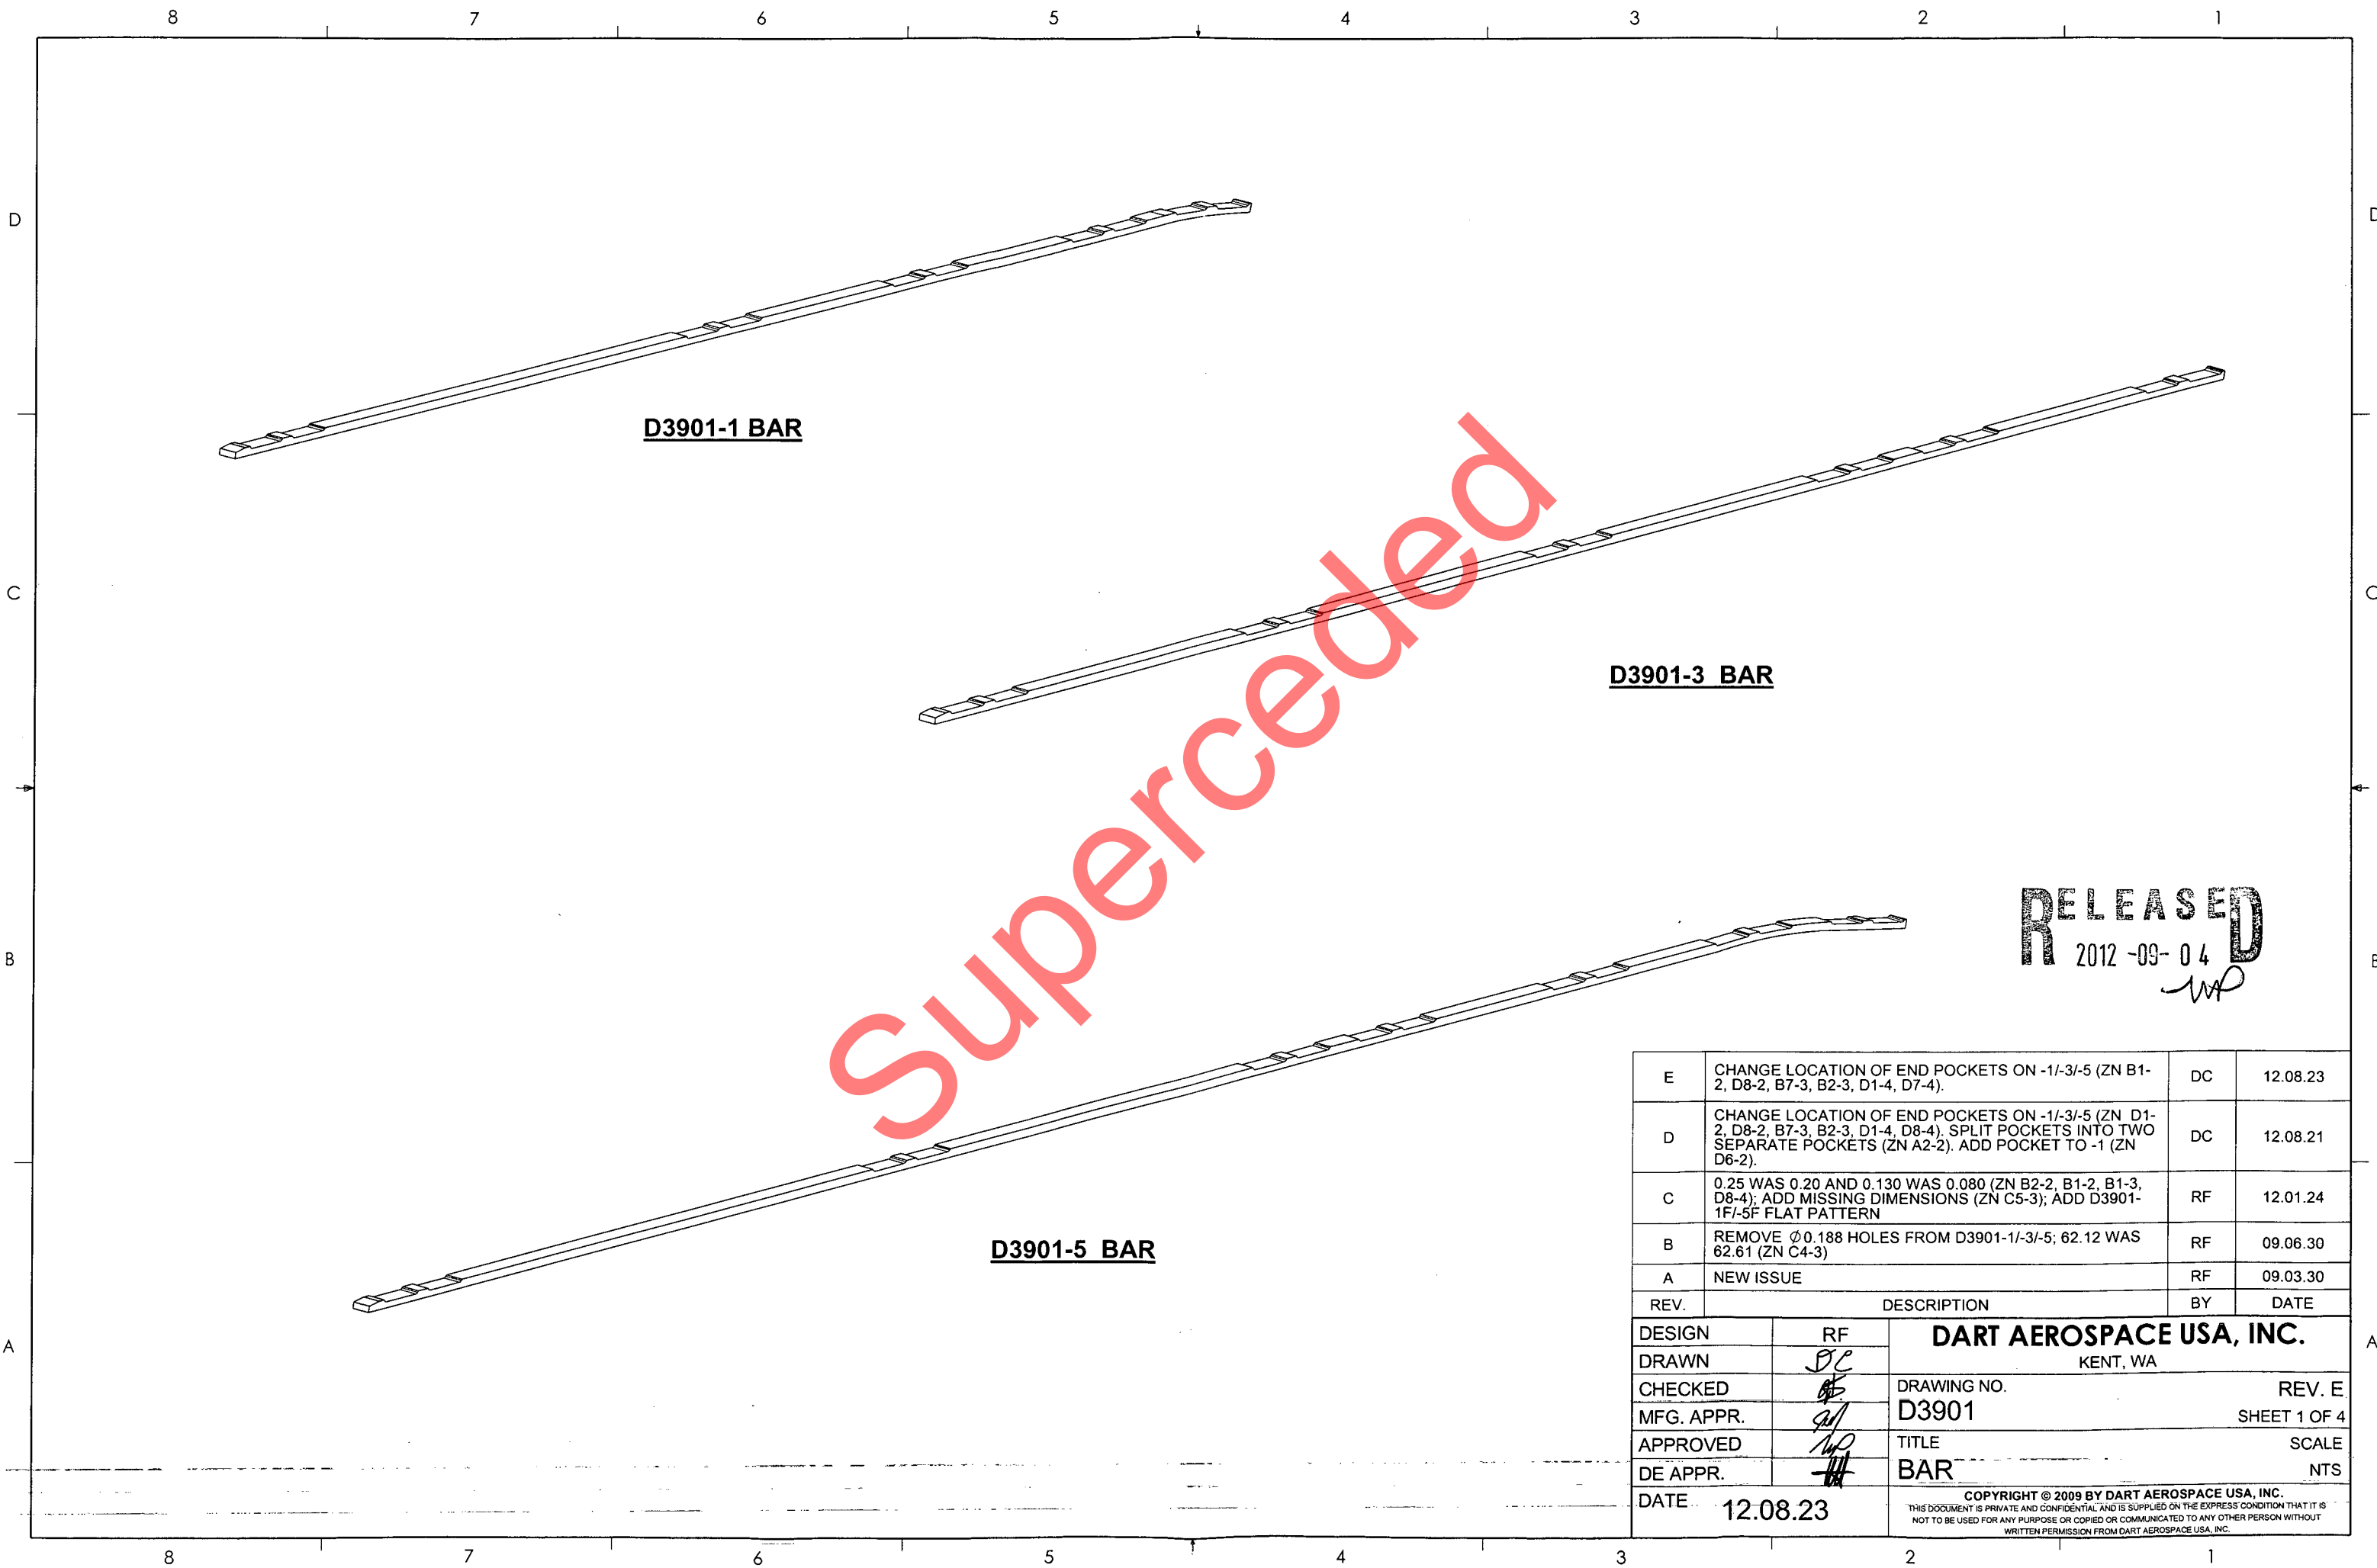 8 7 6 5 4 3 2 1
D
D
D3901-1 BAR
C
C
D3901-3 BAR
Superceded
B
B
RELEASED
2012-09-04
D3901-5 BAR
E CHANGE LOCATION OF END POCKETS ON -1/-3/-5 (ZN B1-
2, D8-2, B7-3, B2-3, D1-4, D7-4). DC 12.08.23
D CHANGE LOCATION OF END POCKETS ON -1/-3/-5 (ZN D1-
2, D8-2, B7-3, B2-3, D1-4, D8-4). SPLIT POCKETS INTO TWO
SEPARATE POCKETS (ZN A2-2). ADD POCKET TO -1 (ZN
D6-2). DC 12.08.21
C 0.25 WAS 0.20 AND 0.130 WAS 0.080 (ZN B2-2, B1-2, B1-3,
D8-4); ADD MISSING DIMENSIONS (ZN C5-3); ADD D3901-
1F/-5F FLAT PATTERN RF 12.01.24
B REMOVE Ø0.188 HOLES FROM D3901-1/-3/-5; 62.12 WAS
62.61 (ZN C4-3) RF 09.06.30
A NEW ISSUE RF 09.03.30
REV. DESCRIPTION BY DATE
A
A
DESIGN RF
DRAWN DC
CHECKED
MFG. APPR.
APPROVED
DE APPR.
DATE 12.08.23
DART AEROSPACE USA, INC.
KENT, WA
DRAWING NO. REV. E
D3901 SHEET 1 OF 4
TITLE SCALE
BAR NTS
COPYRIGHT © 2009 BY DART AEROSPACE USA, INC.
THIS DOCUMENT IS PRIVATE AND CONFIDENTIAL AND IS SUPPLIED ON THE EXPRESS CONDITION THAT IT IS
NOT TO BE USED FOR ANY PURPOSE OR COPIED OR COMMUNICATED TO ANY OTHER PERSON WITHOUT
WRITTEN PERMISSION FROM DART AEROSPACE USA, INC.
8 7 6 5 4 3 2 1